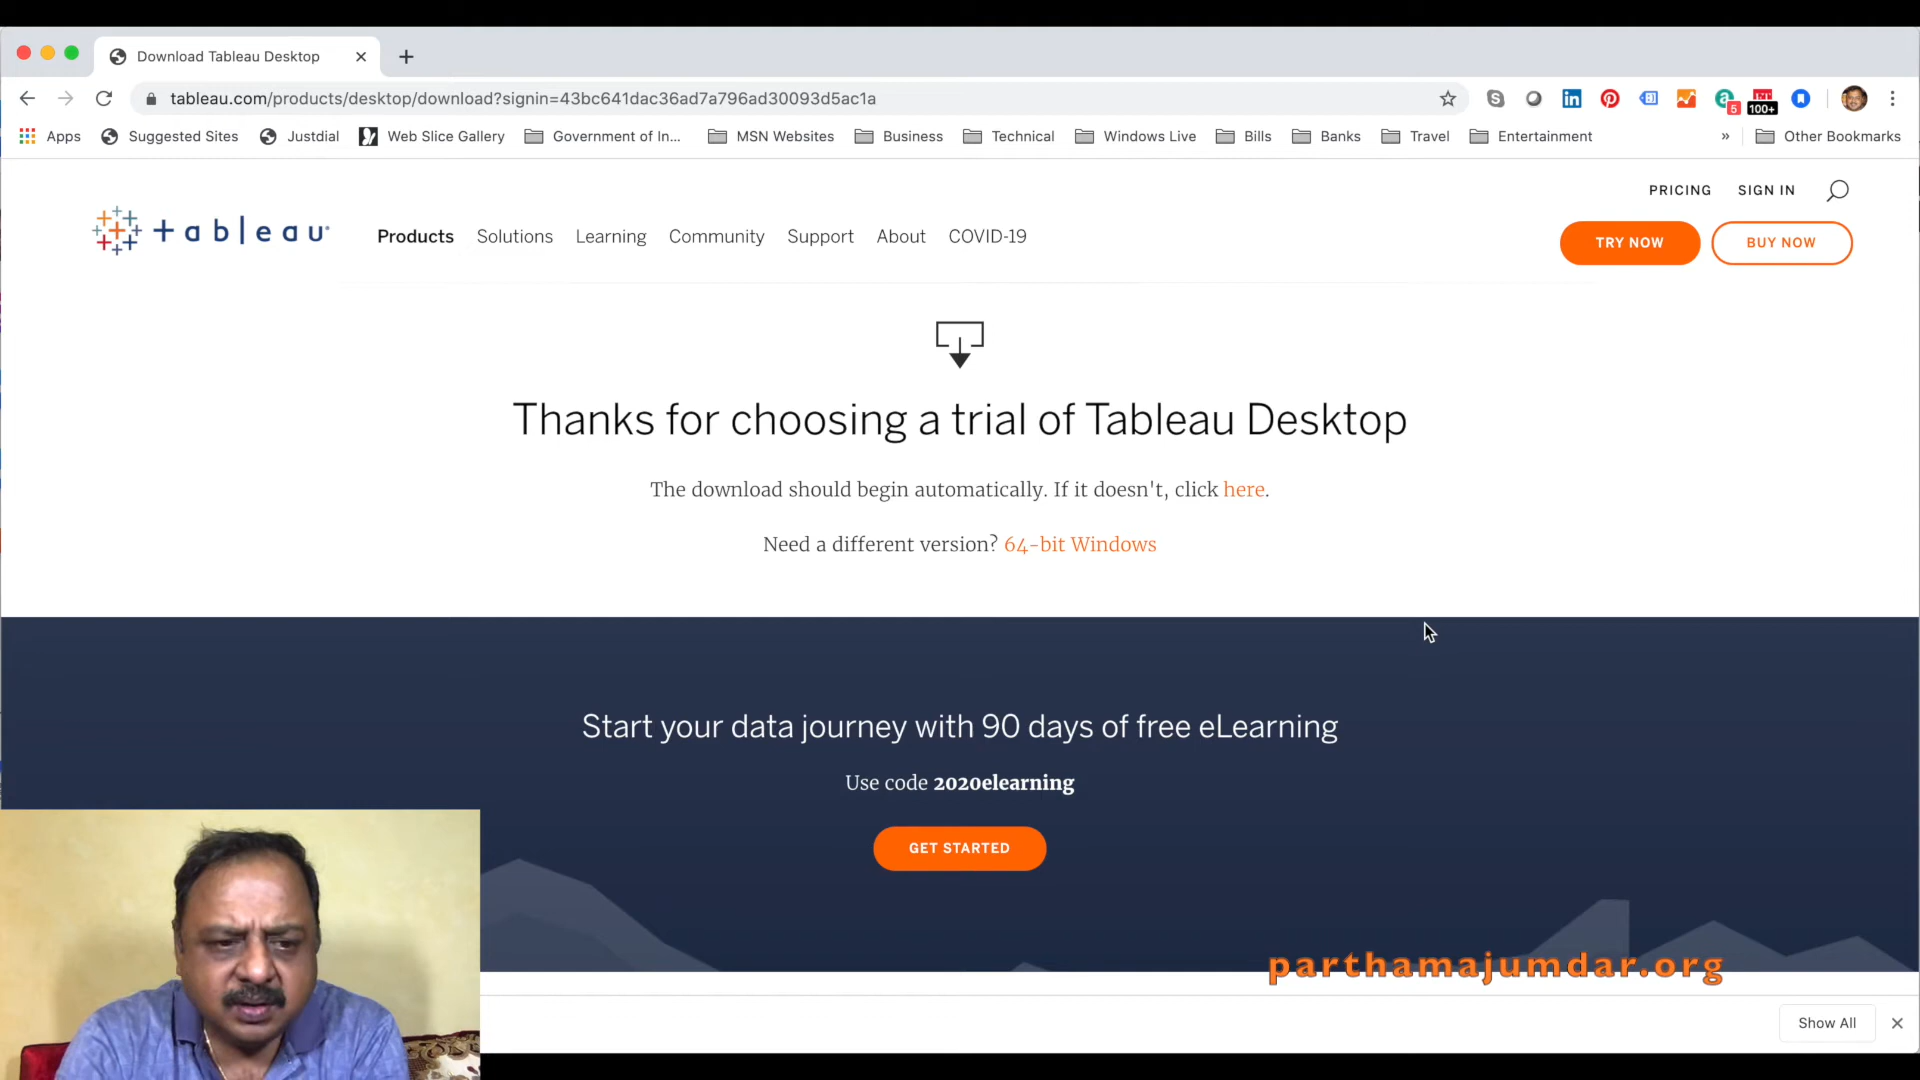 Download Tableau Desktop
tableau.com/products/desktop/download?signin=43bc641dac36ad7a796ad30093d5ac1a
5 100+
Apps Suggested Sites Justdial Web Slice Gallery Government of In... MSN Websites Business Technical Windows Live Bills Banks Travel Entertainment » Other Bookmarks
PRICING SIGN IN
+ableau
Products Solutions Learning Community Support About COVID-19
TRY NOW BUY NOW
Thanks for choosing a trial of Tableau Desktop
The download should begin automatically. If it doesn't, click here.
Need a different version? 64-bit Windows
Start your data journey with 90 days of free eLearning
Use code 2020elearning
GET STARTED
parthamajumdar.org
Show All